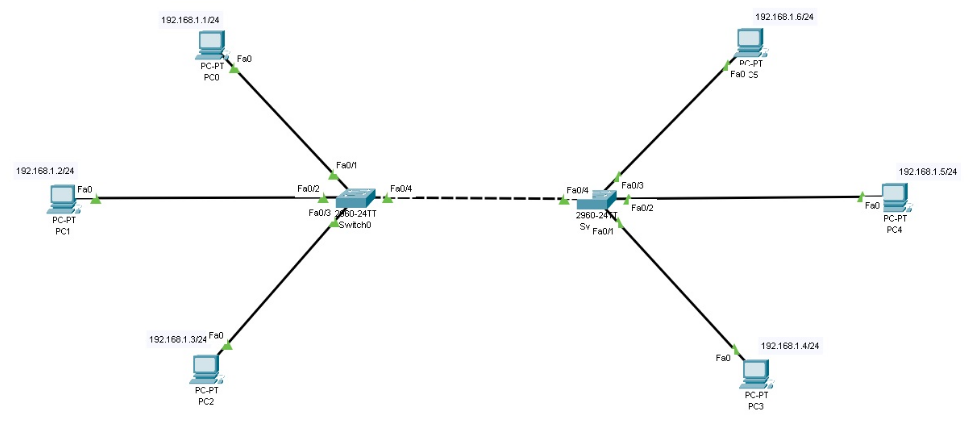 192.168.1.1/24
Fa0
PC-PT
PC0
192.168.1.2/24
Fa0
PC-PT
PC1
192.168.1.3/24
Fa0
PC-PT
PC2
Fa0/1
Fa0/2
Fa0/3
Fa0/4
2960-24TT
Switch0
Fa0/4
Fa0/3
Fa0/2
2960-24TT
Fa0/1
192.168.1.6/24
PC-PT
Fa0
192.168.1.5/24
Fa0
PC-PT
PC4
192.168.1.4/24
Fa0
PC-PT
PC3